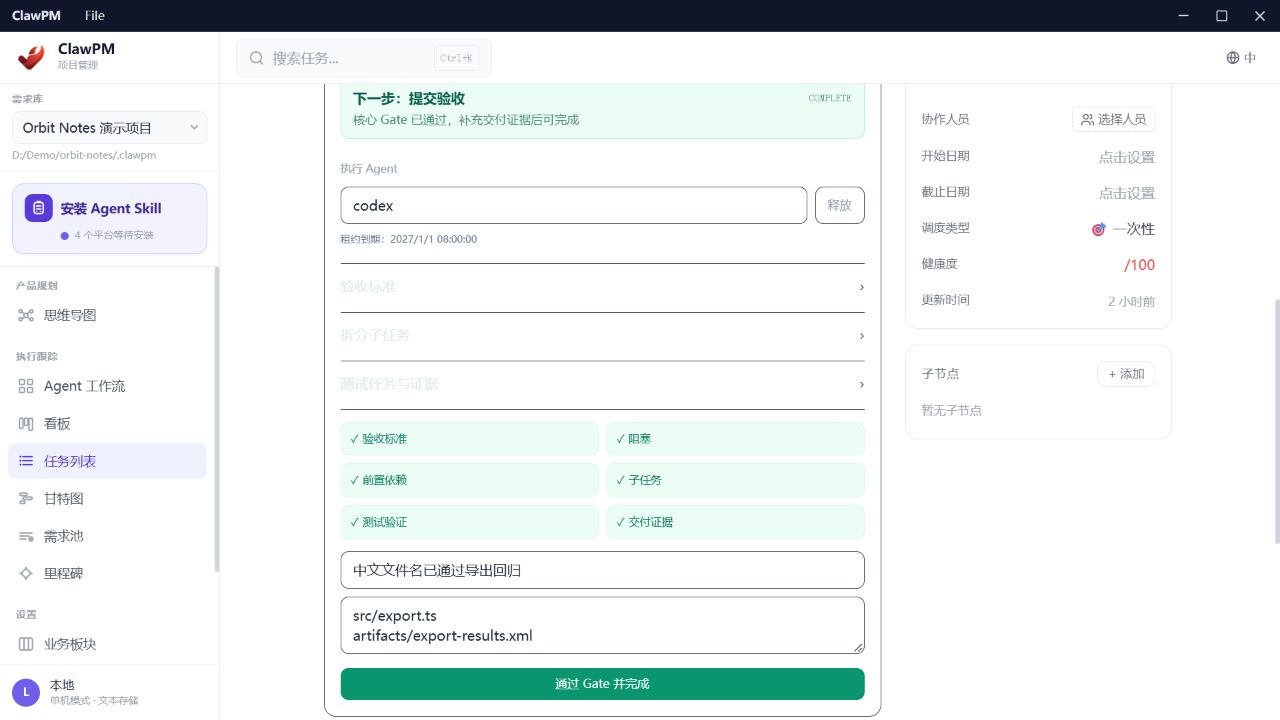 ClawPM
File
ClawPM
项目管理
搜索任务...
Ctrl+K
中
需求库
Orbit Notes 演示项目
D:/Demo/orbit-notes/.clawpm
安装 Agent Skill
4 个平台等待安装
产品规划
思维导图
执行跟踪
Agent 工作流
看板
任务列表
甘特图
需求池
里程碑
设置
业务板块
L
本地
单机模式 · 文本存储
下一步：提交验收
COMPLETE
核心 Gate 已通过，补充交付证据后可完成
执行 Agent
codex
释放
租约到期：2027/1/1 08:00:00
验收标准
拆分子任务
测试任务与证据
✓ 验收标准
✓ 阻塞
✓ 前置依赖
✓ 子任务
✓ 测试验证
✓ 交付证据
中文文件名已通过导出回归
src/export.ts
artifacts/export-results.xml
通过 Gate 并完成
协作人员
选择人员
开始日期
点击设置
截止日期
点击设置
调度类型
一次性
健康度
/100
更新时间
2 小时前
子节点
+ 添加
暂无子节点